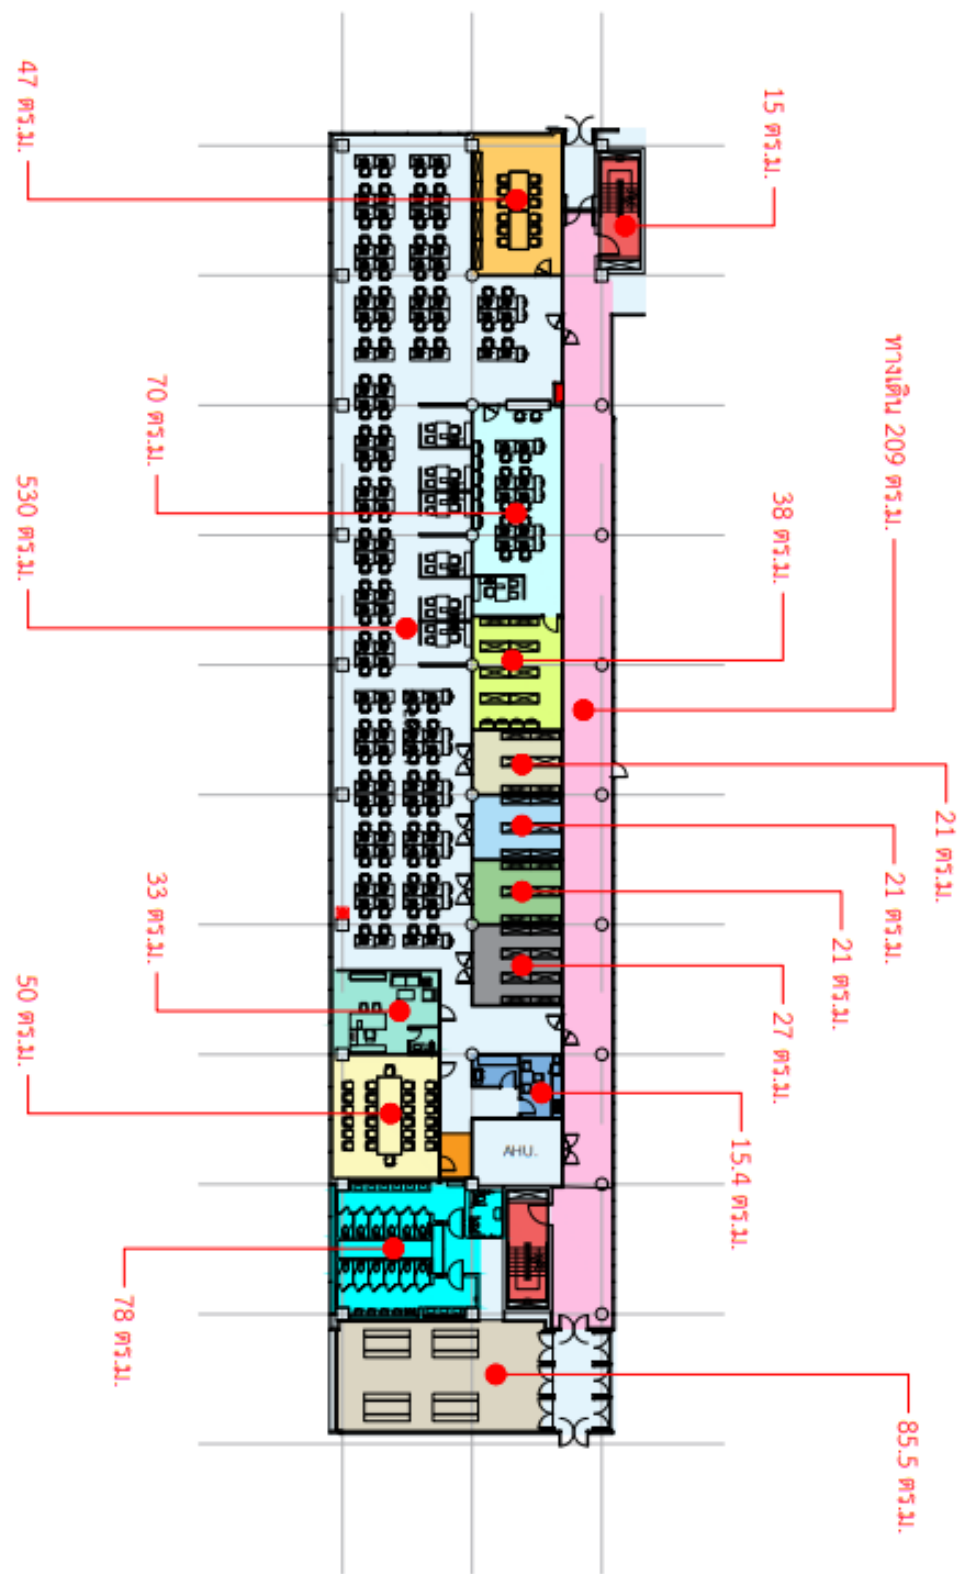 47 ตร.ม.
15 ตร.ม.
ทางเดิน 209 ตร.ม.
70 ตร.ม.
530 ตร.ม.
38 ตร.ม.
21 ตร.ม.
21 ตร.ม.
21 ตร.ม.
27 ตร.ม.
33 ตร.ม.
50 ตร.ม.
15.4 ตร.ม.
AHU.
78 ตร.ม.
85.5 ตร.ม.